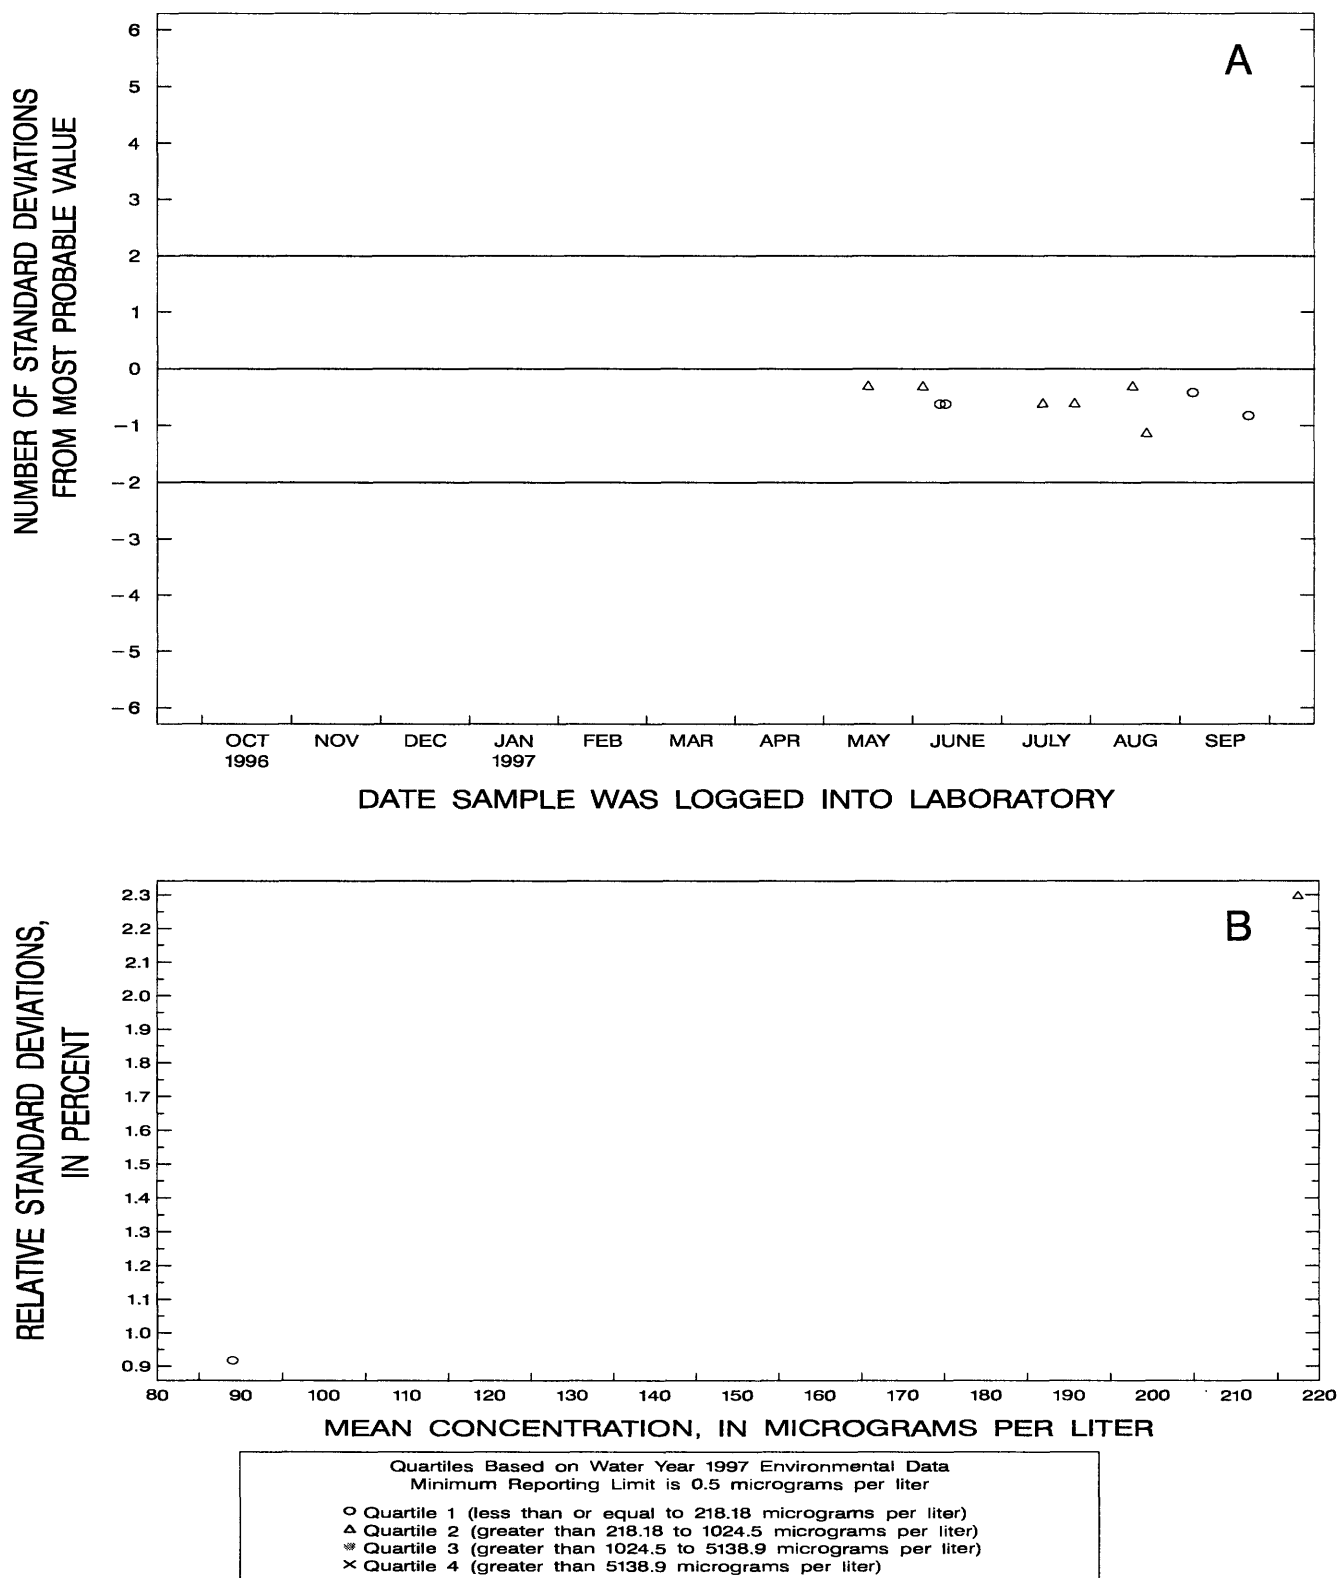 A
NUMBER OF STANDARD DEVIATIONS
FROM MOST PROBABLE VALUE
6
5
4
3
2
1
0
−1
−2
−3
−4
−5
−6
OCT NOV DEC JAN FEB MAR APR MAY JUNE JULY AUG SEP
1996 1997
DATE SAMPLE WAS LOGGED INTO LABORATORY
B
RELATIVE STANDARD DEVIATIONS,
IN PERCENT
2.3
2.2
2.1
2.0
1.9
1.8
1.7
1.6
1.5
1.4
1.3
1.2
1.1
1.0
0.9
80 90 100 110 120 130 140 150 160 170 180 190 200 210 220
MEAN CONCENTRATION, IN MICROGRAMS PER LITER
Quartiles Based on Water Year 1997 Environmental Data
Minimum Reporting Limit is 0.5 micrograms per liter
Quartile 1 (less than or equal to 218.18 micrograms per liter)
Quartile 2 (greater than 218.18 to 1024.5 micrograms per liter)
Quartile 3 (greater than 1024.5 to 5138.9 micrograms per liter)
Quartile 4 (greater than 5138.9 micrograms per liter)